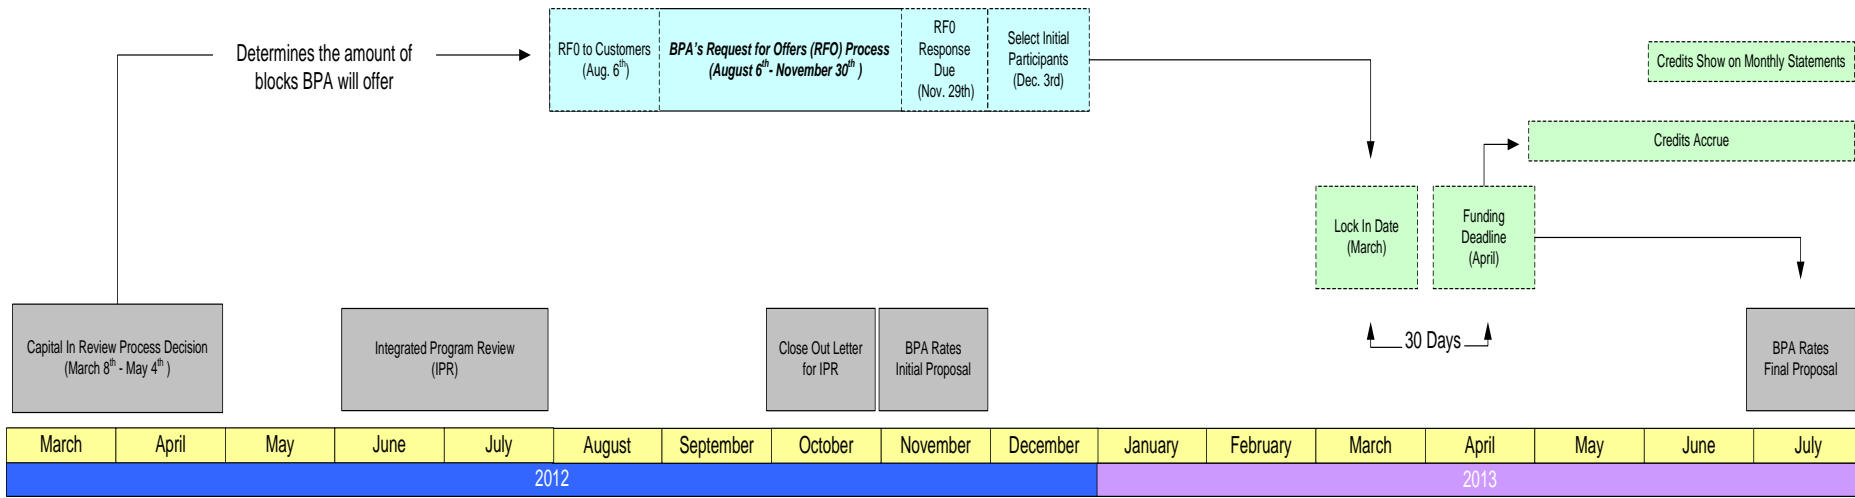 Determines the amount of
blocks BPA will offer
RF0 to Customers
(Aug. 6th)
BPA's Request for Offers (RFO) Process
(August 6th- November 30th )
RF0
Response
Due
(Nov. 29th)
Select Initial
Participants
(Dec. 3rd)
Credits Show on Monthly Statements
Credits Accrue
Lock In Date
(March)
Funding
Deadline
(April)
Capital In Review Process Decision
(March 8th - May 4th )
Integrated Program Review
(IPR)
Close Out Letter
for IPR
BPA Rates
Initial Proposal
30 Days
BPA Rates
Final Proposal
March April May June July August September October November December January February March April May June July
2012 2013